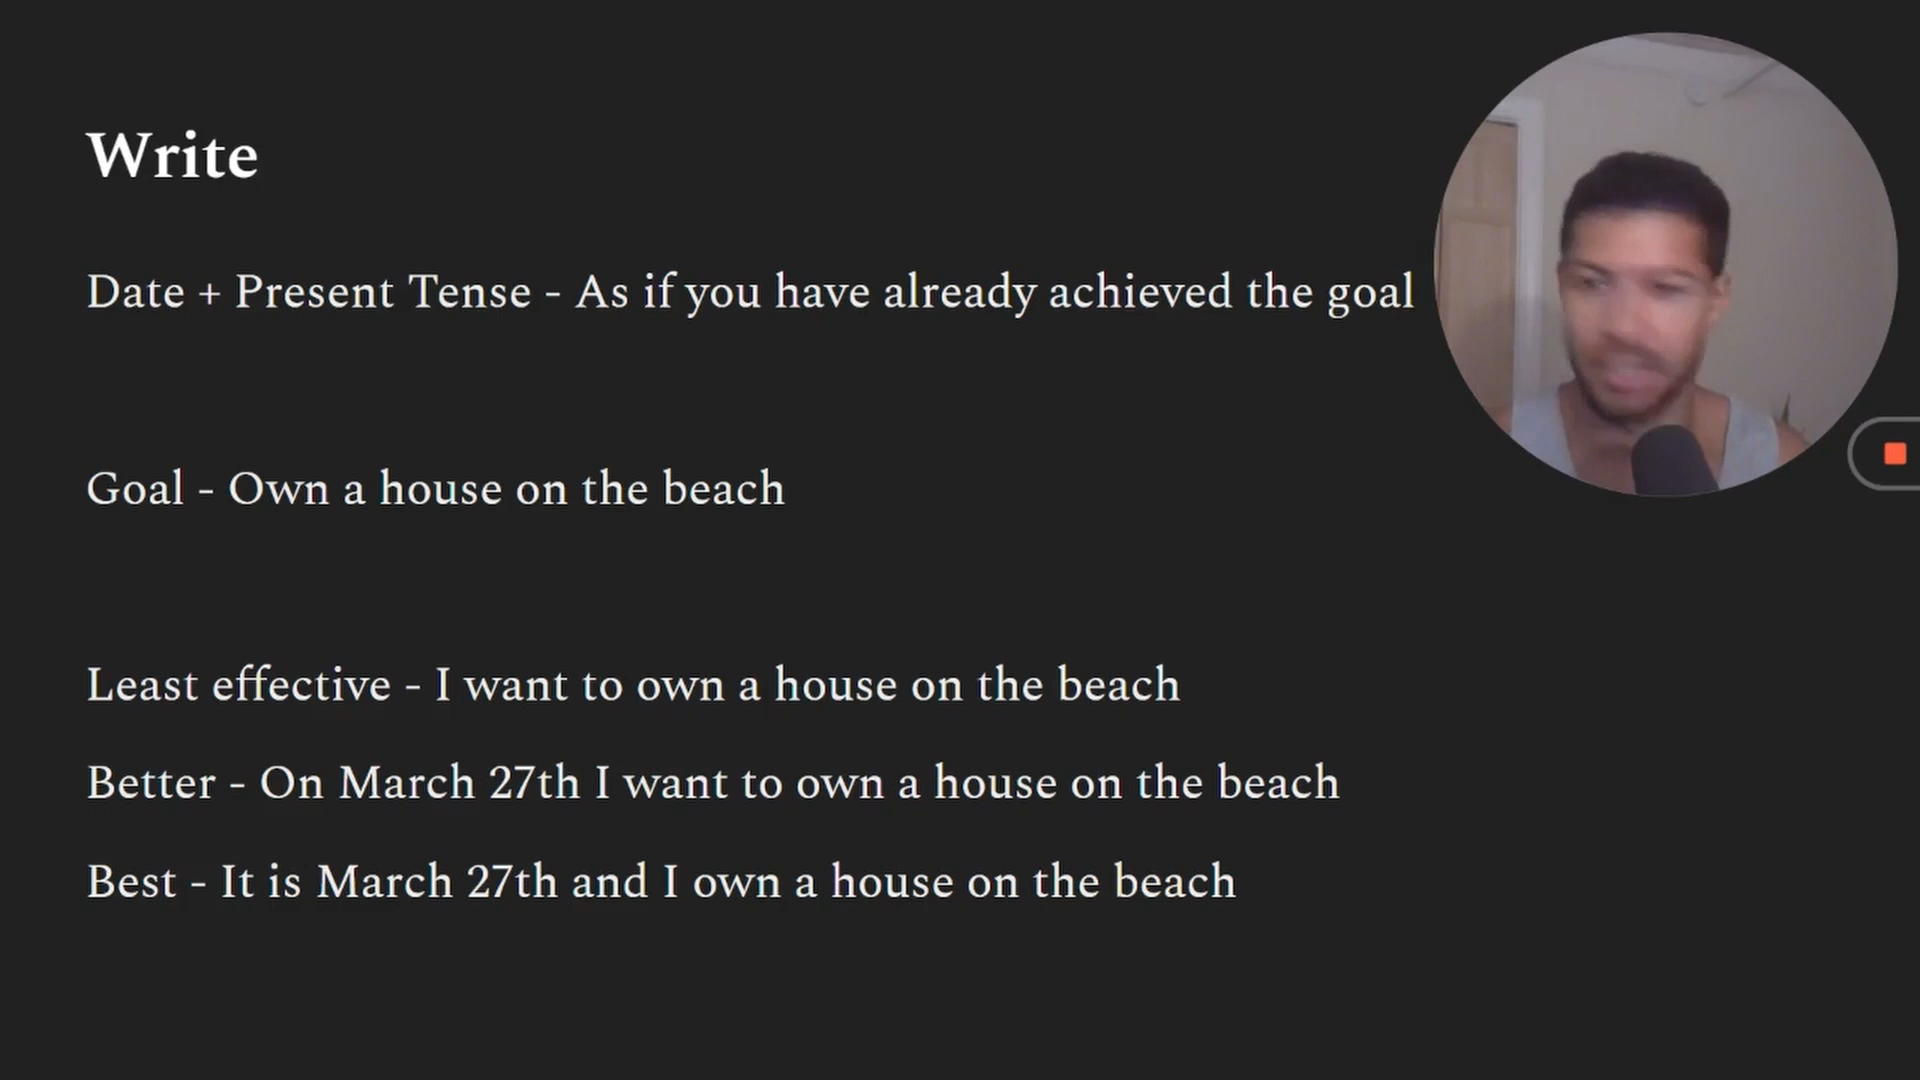 Write
Date + Present Tense - As if you have already achieved the goal
Goal - Own a house on the beach
Least effective - I want to own a house on the beach
Better - On March 27th I want to own a house on the beach
Best - It is March 27th and I own a house on the beach